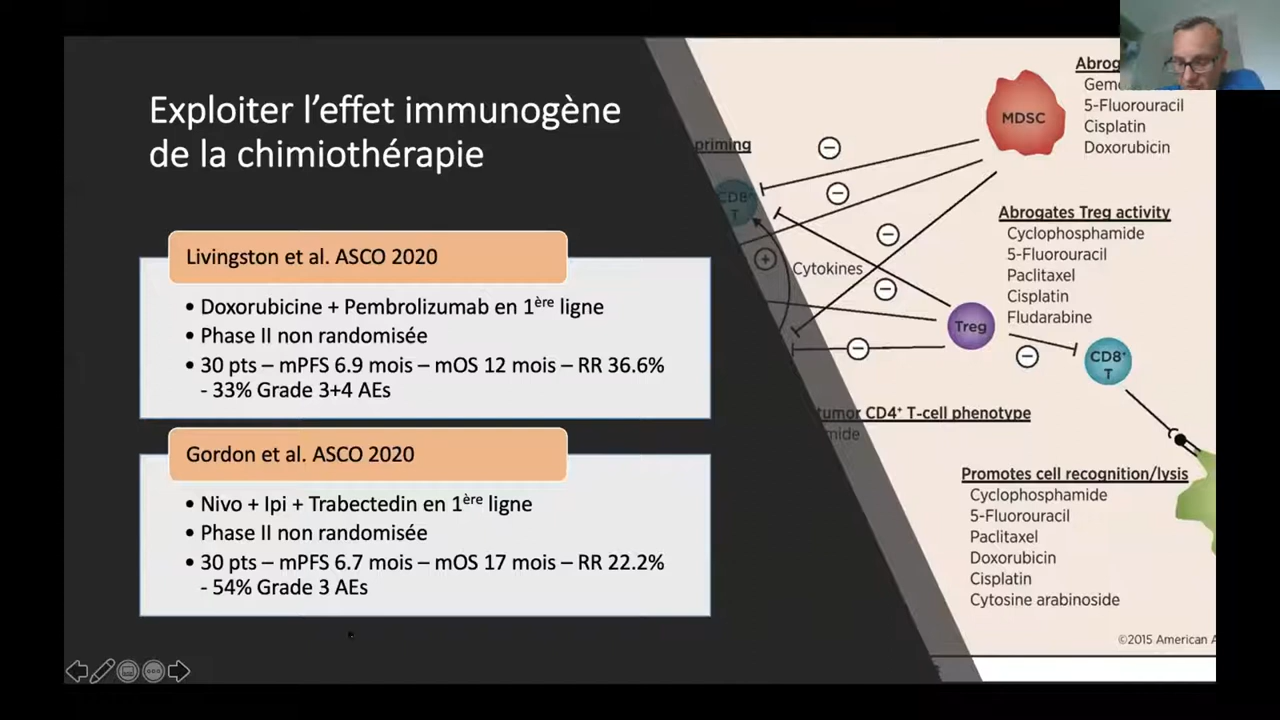 Exploiter l’effet immunogène
de la chimiothérapie
Livingston et al. ASCO 2020
• Doxorubicine + Pembrolizumab en 1ère ligne
• Phase II non randomisée
• 30 pts – mPFS 6.9 mois – mOS 12 mois – RR 36.6%
- 33% Grade 3+4 AEs
Gordon et al. ASCO 2020
• Nivo + Ipi + Trabectedin en 1ère ligne
• Phase II non randomisée
• 30 pts – mPFS 6.7 mois – mOS 17 mois – RR 22.2%
- 54% Grade 3 AEs
priming
CD8+
T
MDSC
5-Fluorouracil
Cisplatin
Doxorubicin
Abrogates Treg activity
Cyclophosphamide
5-Fluorouracil
Paclitaxel
Cisplatin
Fludarabine
Cytokines
Treg
CD8+
T
tumor CD4+ T-cell phenotype
Promotes cell recognition/lysis
Cyclophosphamide
5-Fluorouracil
Paclitaxel
Doxorubicin
Cisplatin
Cytosine arabinoside
©2015 American